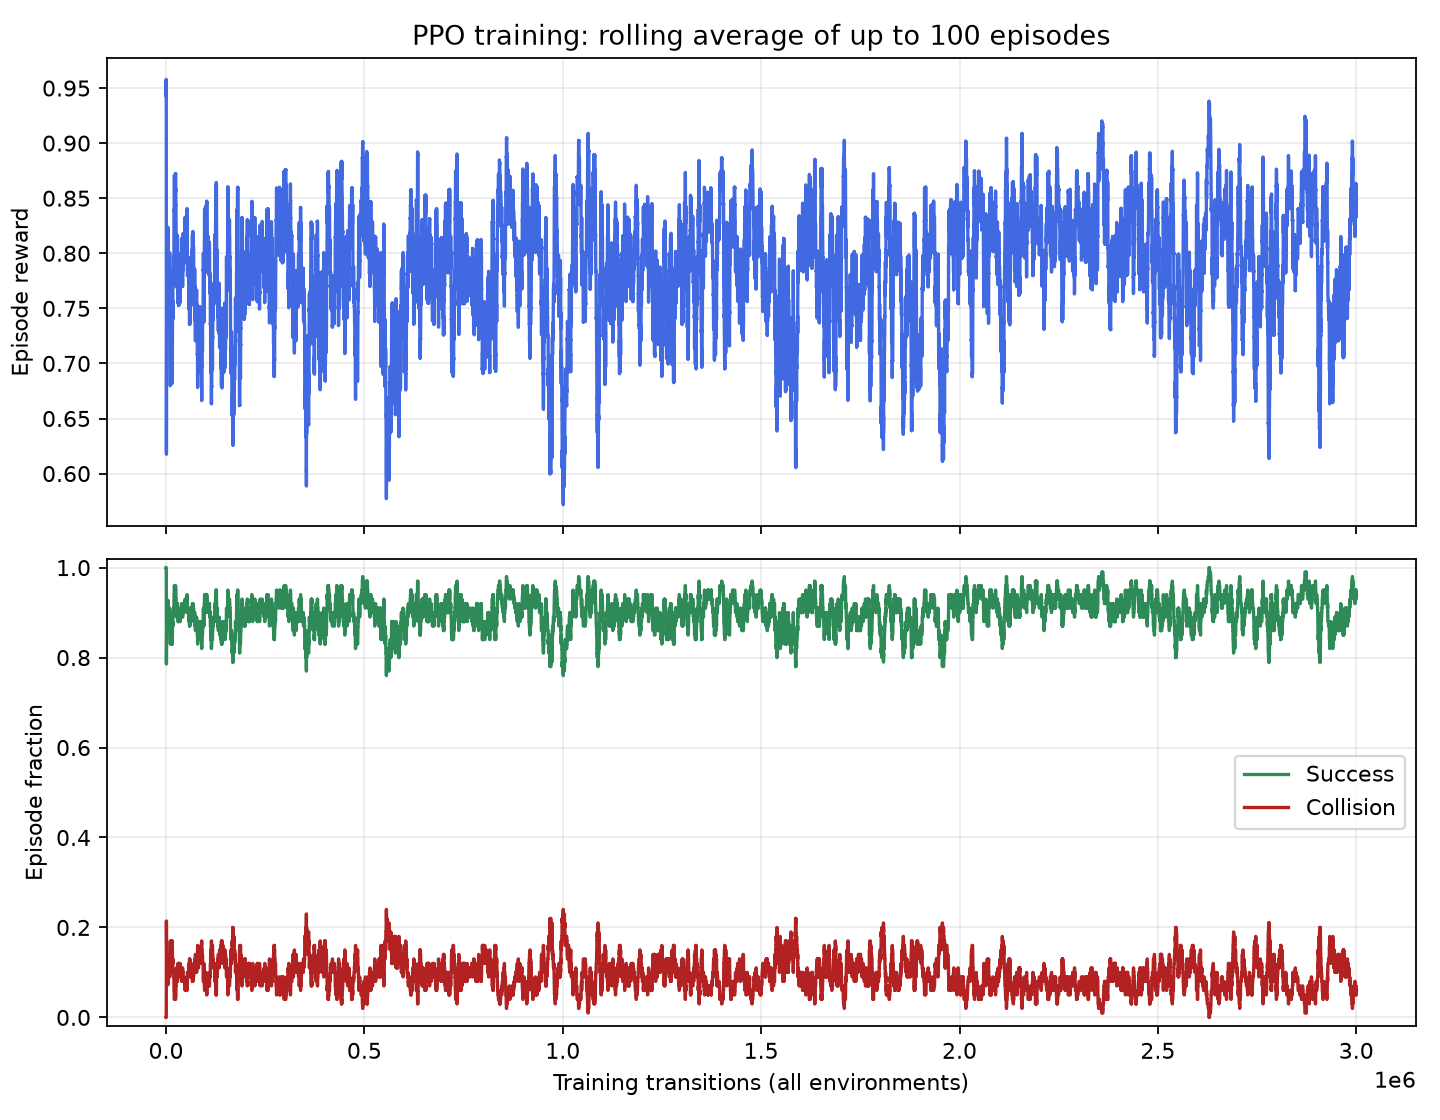 PPO training: rolling average of up to 100 episodes
Episode reward
0.95
0.90
0.85
0.80
0.75
0.70
0.65
0.60
Episode fraction
1.0
0.8
0.6
0.4
0.2
0.0
Success
Collision
0.0 0.5 1.0 1.5 2.0 2.5 3.0
Training transitions (all environments)
1e6